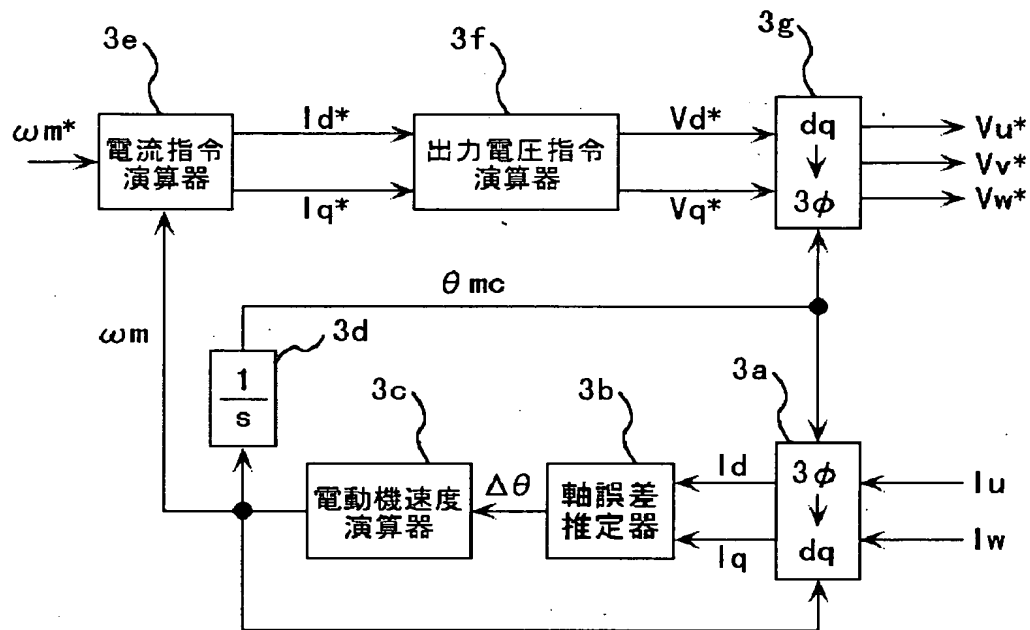 3e
3f
3g
ωm*
電流指令
演算器
Id*
Iq*
出力電圧指令
演算器
Vd*
Vq*
dq
3φ
Vu*
Vv*
Vw*
θmc
ωm
3d
1
s
3c
3b
3a
電動機速度
演算器
Δθ
軸誤差
推定器
Id
Iq
3φ
dq
Iu
Iw